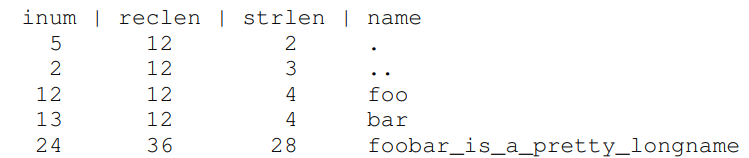 inum | reclen | strlen | name
5 12 2 .
2 12 3 ..
12 12 4 foo
13 12 4 bar
24 36 28 foobar_is_a_pretty_longname